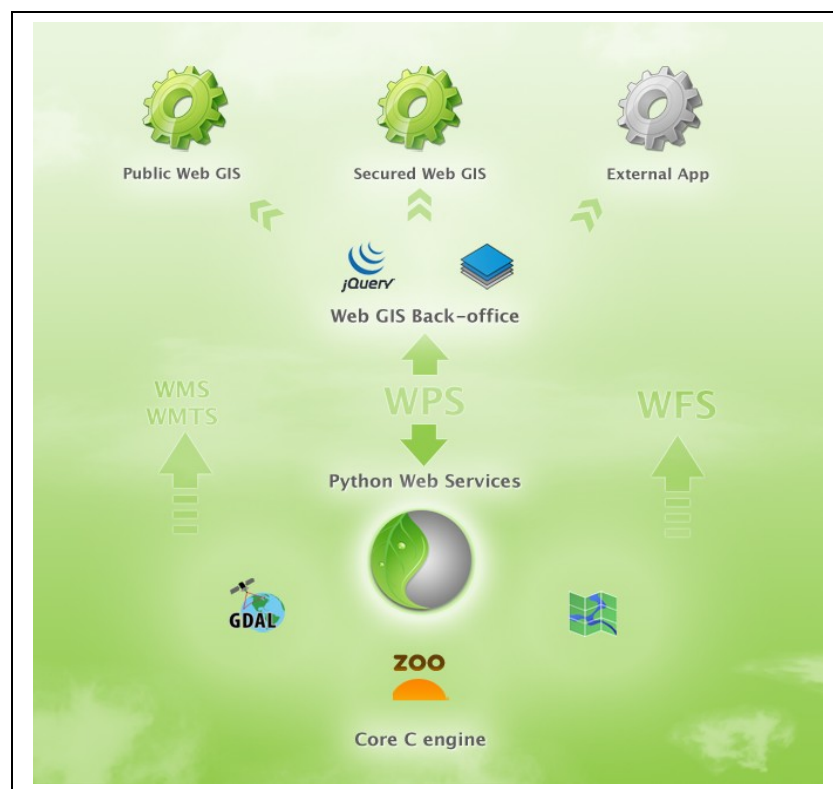 Public Web GIS
Secured Web GIS
External App
jQuery
Web GIS Back-office
WMS
WMTS
WPS
WFS
Python Web Services
GDAL
ZOO
Core C engine